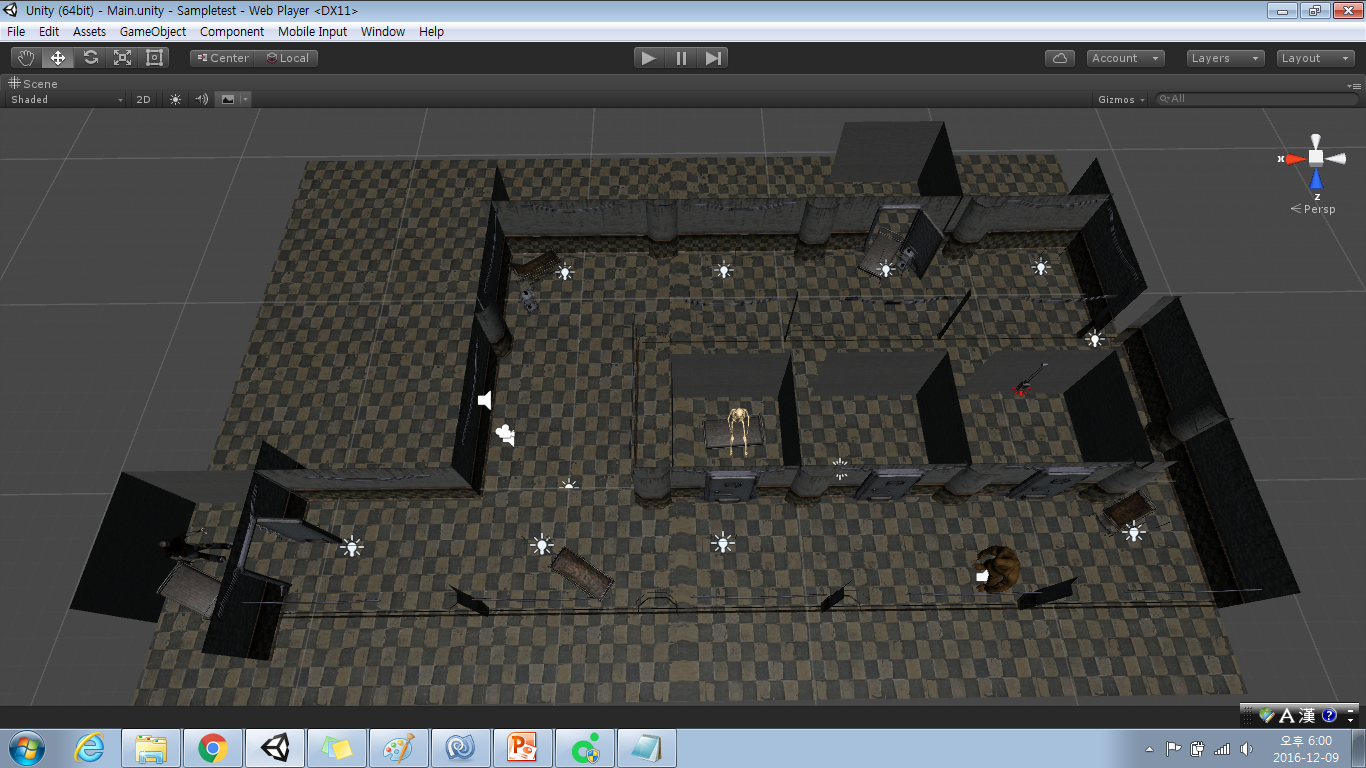 Unity (64bit) - Main.unity - Sampletest - Web Player <DX11>
File Edit Assets GameObject Component Mobile Input Window Help
Center Local Account Layers Layout
Scene
Shaded 2D Gizmos All
x
z
Persp
A 漢 ?
오후 6:00
2016-12-09